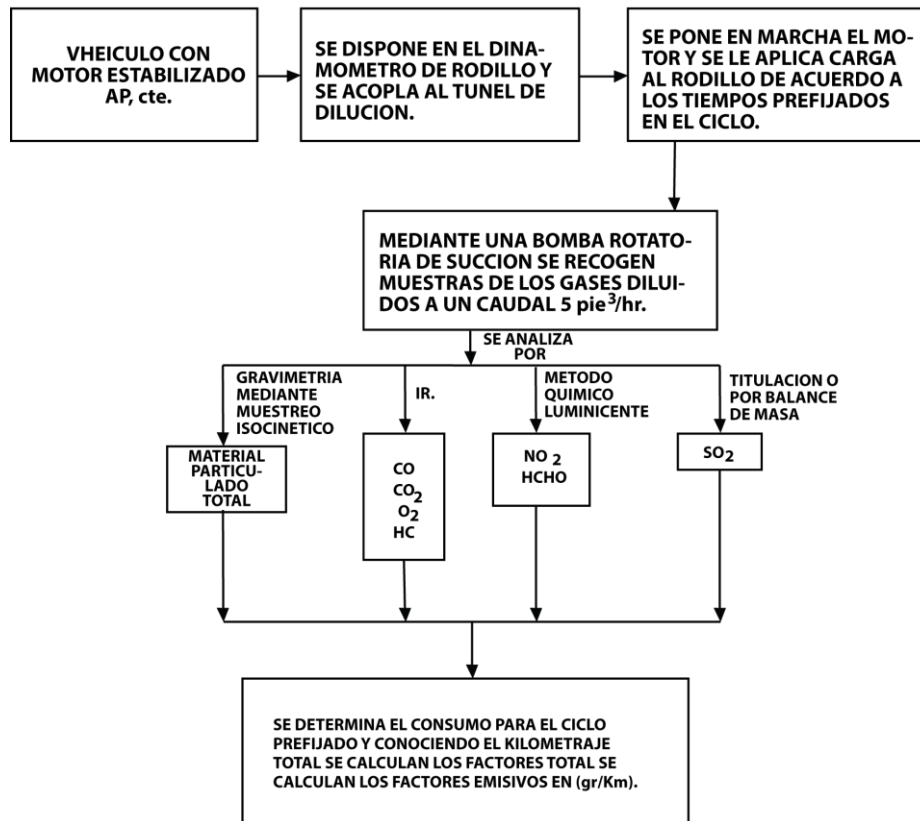 VHEICULO CON
MOTOR ESTABILIZADO
AP, cte.
SE DISPONE EN EL DINA-
MOMETRO DE RODILLO Y
SE ACOPLA AL TUNEL DE
DILUCION.
SE PONE EN MARCHA EL MO-
TOR Y SE LE APLICA CARGA
AL RODILLO DE ACUERDO A
LOS TIEMPOS PREFIJADOS
EN EL CICLO.
MEDIANTE UNA BOMBA ROTATO-
RIA DE SUCCION SE RECOGEN
MUESTRAS DE LOS GASES DILUI-
DOS A UN CAUDAL 5 pie³/hr.
SE ANALIZA
POR
GRAVIMETRIA
MEDIANTE
MUESTREO
ISOCINETICO
IR.
METODO
QUIMICO
LUMINICENTE
TITULACION O
POR BALANCE
DE MASA
MATERIAL
PARTICU-
LADO
TOTAL
CO
CO₂
O₂
HC
NO₂
HCHO
SO₂
SE DETERMINA EL CONSUMO PARA EL CICLO
PREFIJADO Y CONOCIENDO EL KILOMETRAJE
TOTAL SE CALCULAN LOS FACTORES TOTAL SE
CALCULAN LOS FACTORES EMISIVOS EN (gr/Km).